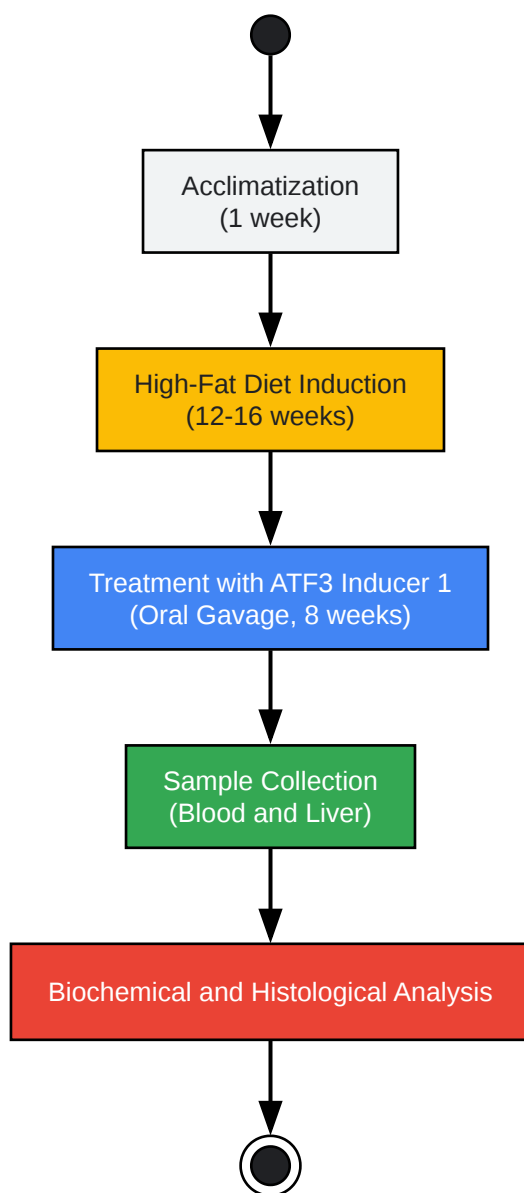 Acclimatization
(1 week)
High-Fat Diet Induction
(12-16 weeks)
Treatment with ATF3 Inducer 1
(Oral Gavage, 8 weeks)
Sample Collection
(Blood and Liver)
Biochemical and Histological Analysis